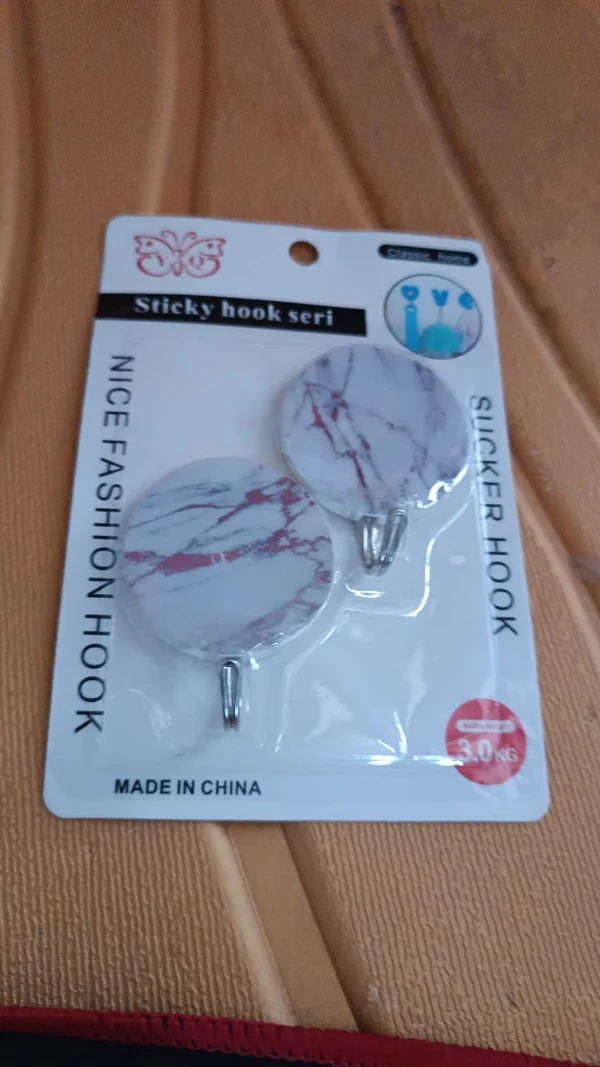 Classic home
Sticky hook seri
NICE FASHION HOOK
SUCKER HOOK
3.0KG
MADE IN CHINA